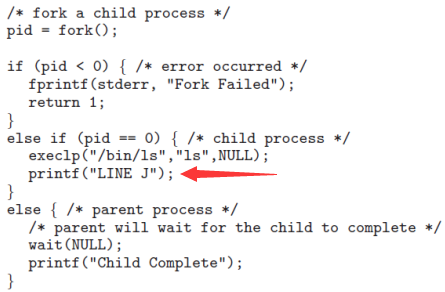 /* fork a child process */
pid = fork();
if (pid < 0) { /* error occurred */
fprintf(stderr, "Fork Failed");
return 1;
}
else if (pid == 0) { /* child process */
execlp("/bin/ls","ls",NULL);
printf("LINE J");
}
else { /* parent process */
/* parent will wait for the child to complete */
wait(NULL);
printf("Child Complete");
}